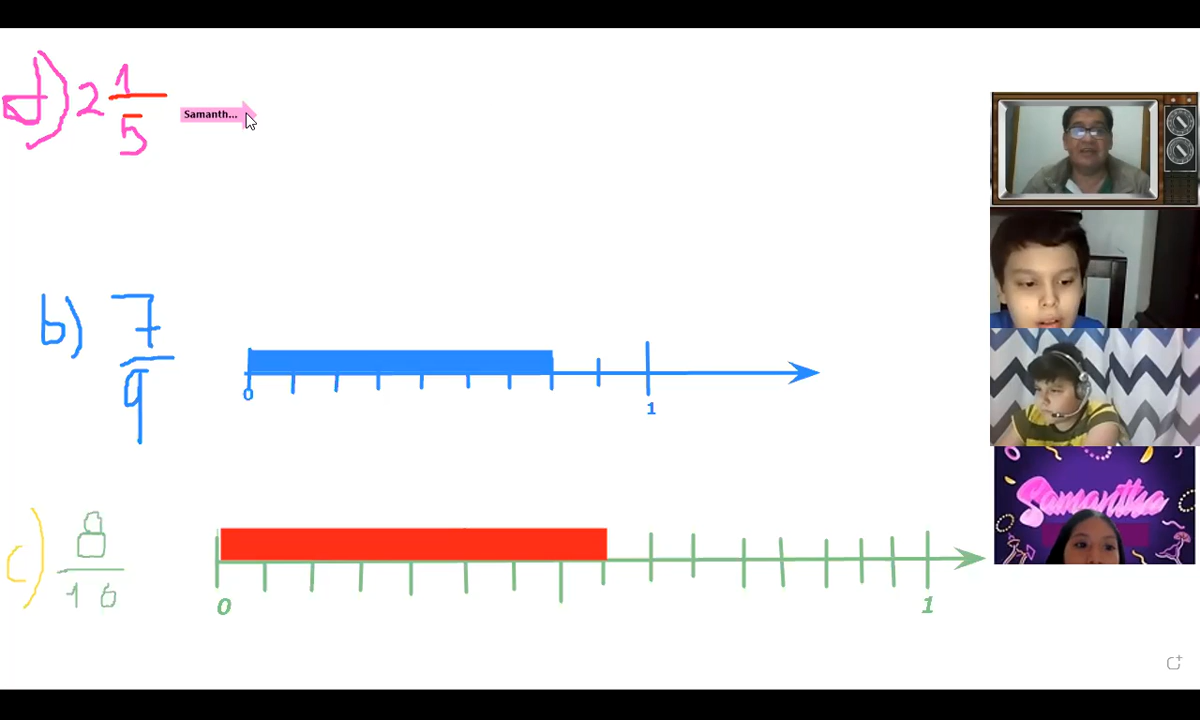 d) 2 1/5
Samanth...
b) 7/9
0 1
c) 8/16
0 1
Samantha